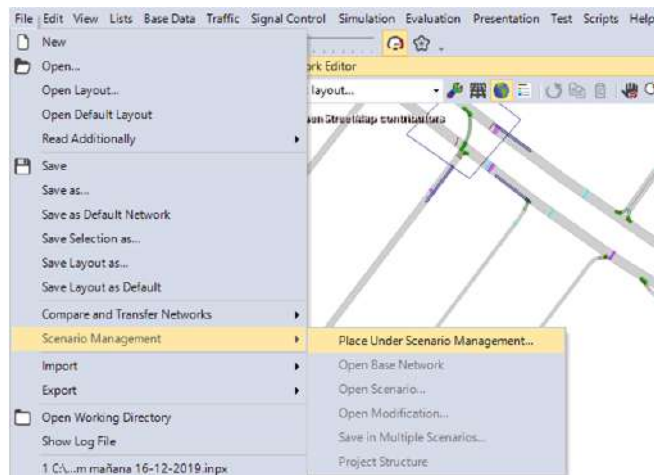 File Edit View Lists Base Data Traffic Signal Control Simulation Evaluation Presentation Test Scripts Help
New
Open...
ork Editor
Open Layout...
layout...
Open Default Layout
Read Additionally
Save
Save as...
Save as Default Network
Save Selection as...
Save Layout as...
Save Layout as Default
Compare and Transfer Networks
Scenario Management
Place Under Scenario Management...
Import
Open Base Network
Export
Open Scenario...
Open Working Directory
Open Modification...
Show Log File
Save in Multiple Scenarios...
1 C:\...m mañana 16-12-2019.inpx
Project Structure